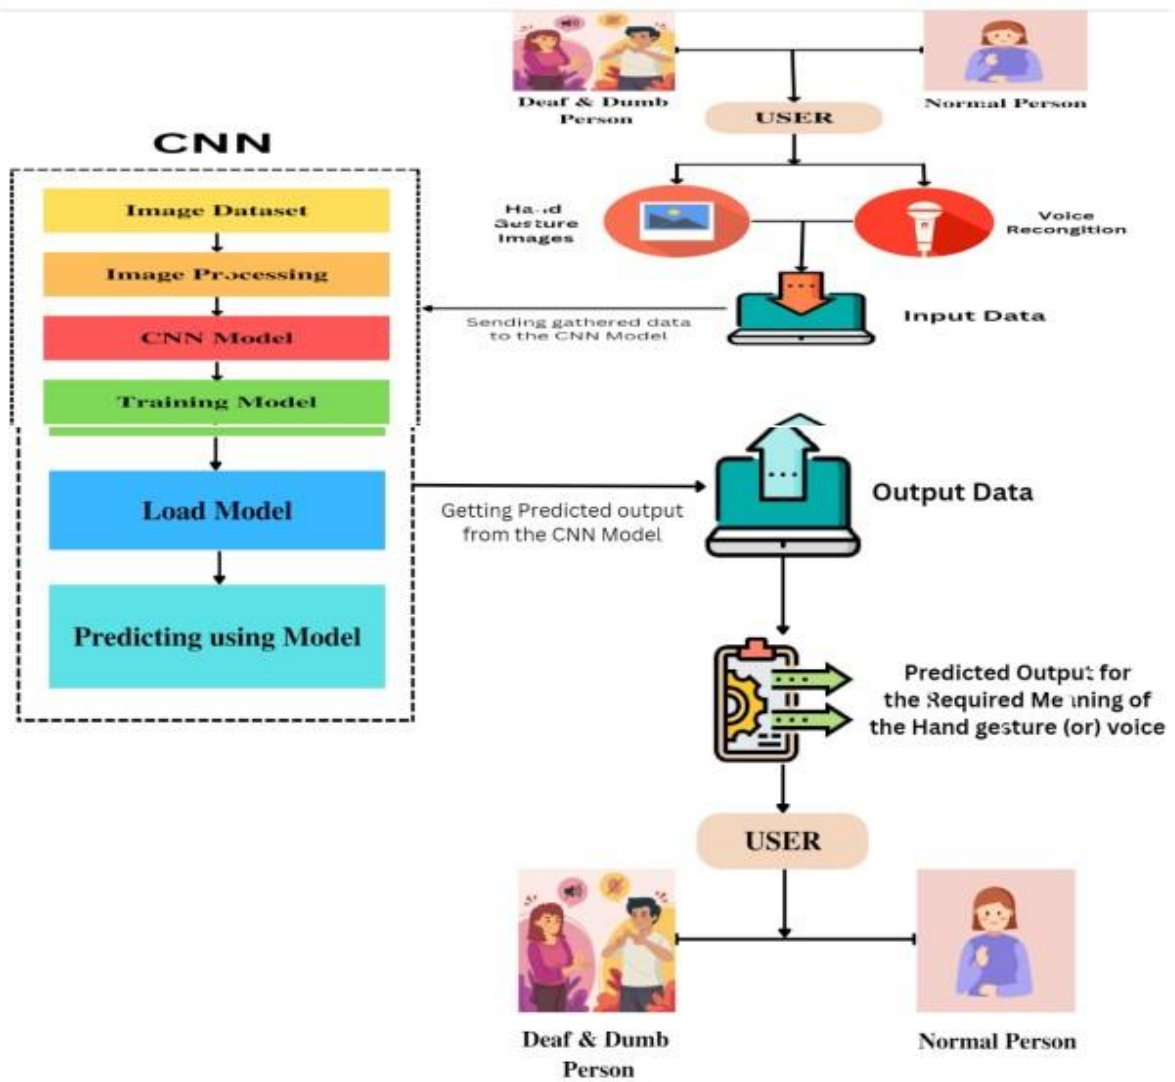 Deaf & Dumb
Person
Normal Person
USER
CNN
Image Dataset
Image Processing
CNN Model
Training Model
Load Model
Predicting using Model
Hand
Gesture
Images
Voice
Recongition
Input Data
Sending gathered data
to the CNN Model
Getting Predicted output
from the CNN Model
Output Data
Predicted Output for
the Required Meaning of
the Hand gesture (or) voice
USER
Deaf & Dumb
Person
Normal Person